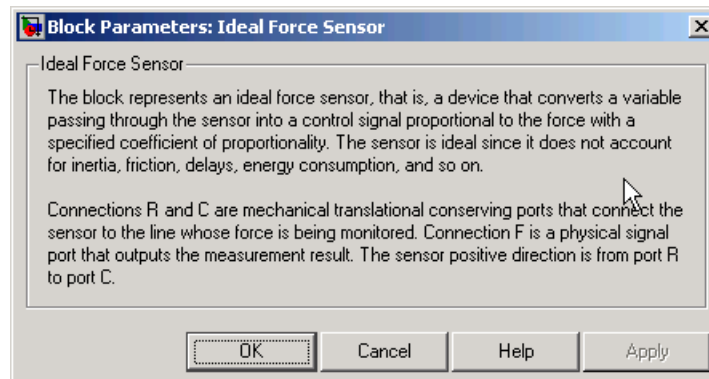 Block Parameters: Ideal Force Sensor
Ideal Force Sensor
The block represents an ideal force sensor, that is, a device that converts a variable
passing through the sensor into a control signal proportional to the force with a
specified coefficient of proportionality. The sensor is ideal since it does not account
for inertia, friction, delays, energy consumption, and so on.
Connections R and C are mechanical translational conserving ports that connect the
sensor to the line whose force is being monitored. Connection F is a physical signal
port that outputs the measurement result. The sensor positive direction is from port R
to port C.
OK
Cancel
Help
Apply